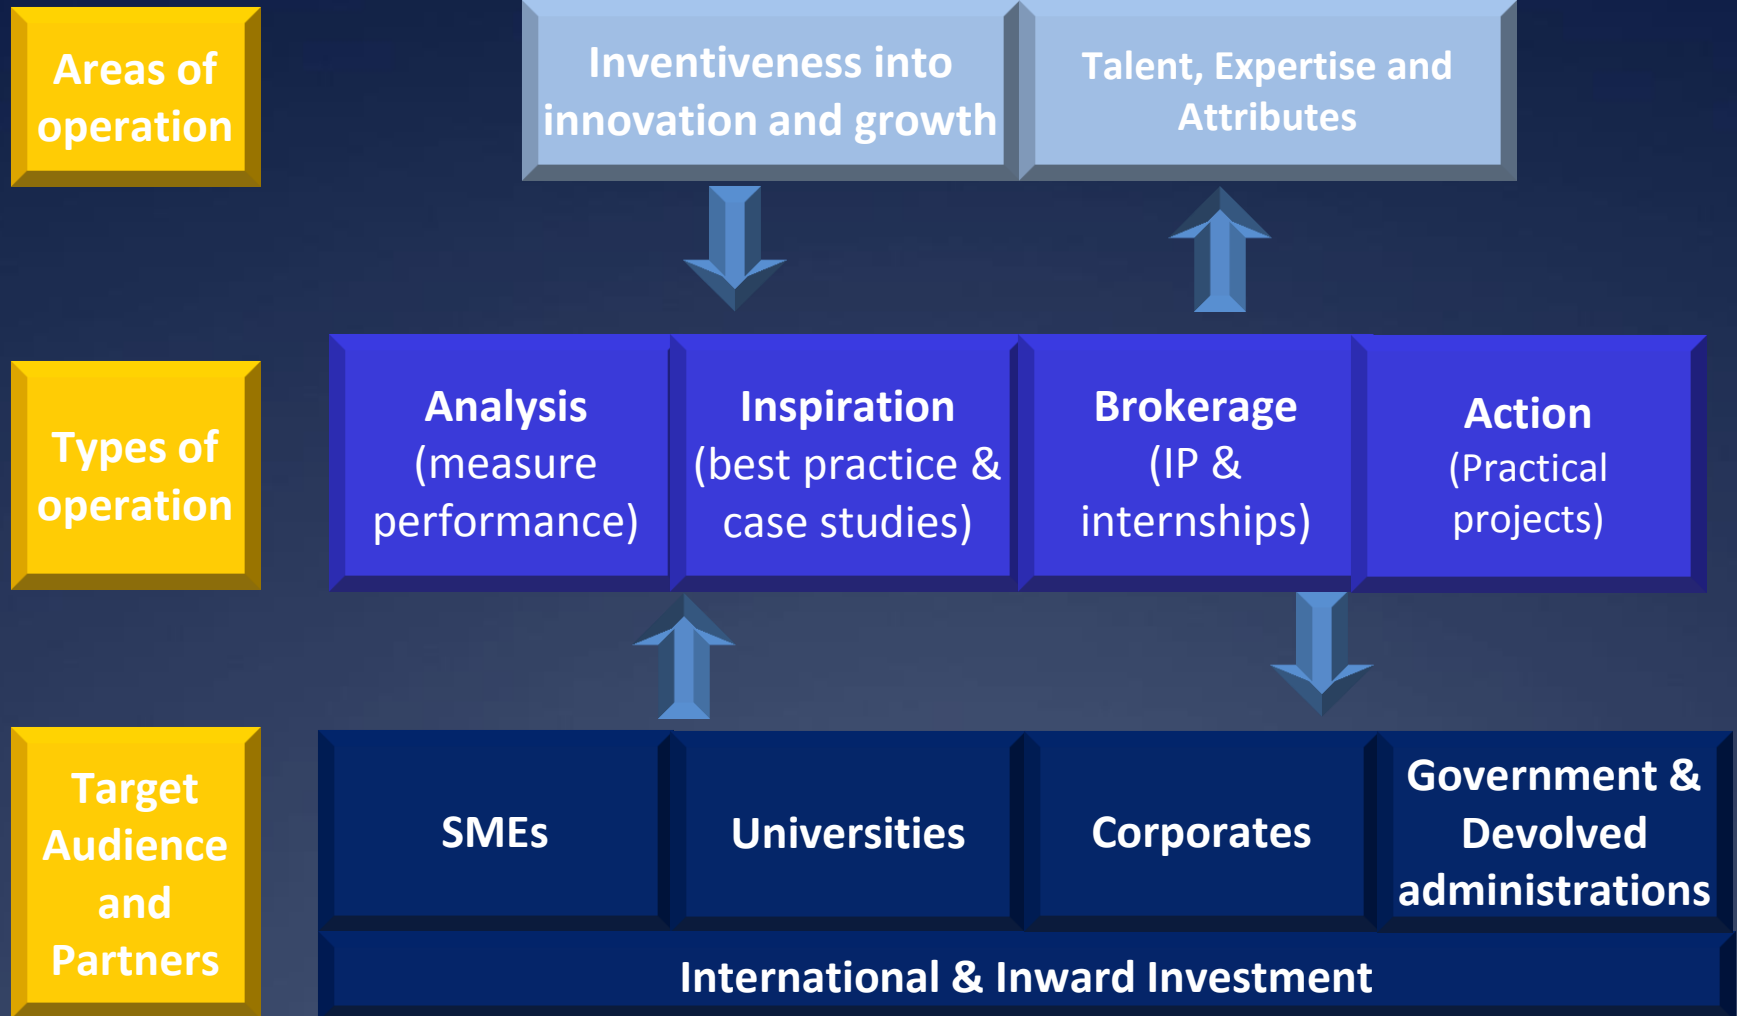 Areas of
operation
Inventiveness into
innovation and growth
Talent, Expertise and
Attributes
Types of
operation
Analysis
(measure
performance)
Inspiration
(best practice &
case studies)
Brokerage
(IP &
internships)
Action
(Practical
projects)
Target
Audience
and
Partners
SMEs
Universities
Corporates
Government &
Devolved
administrations
International & Inward Investment